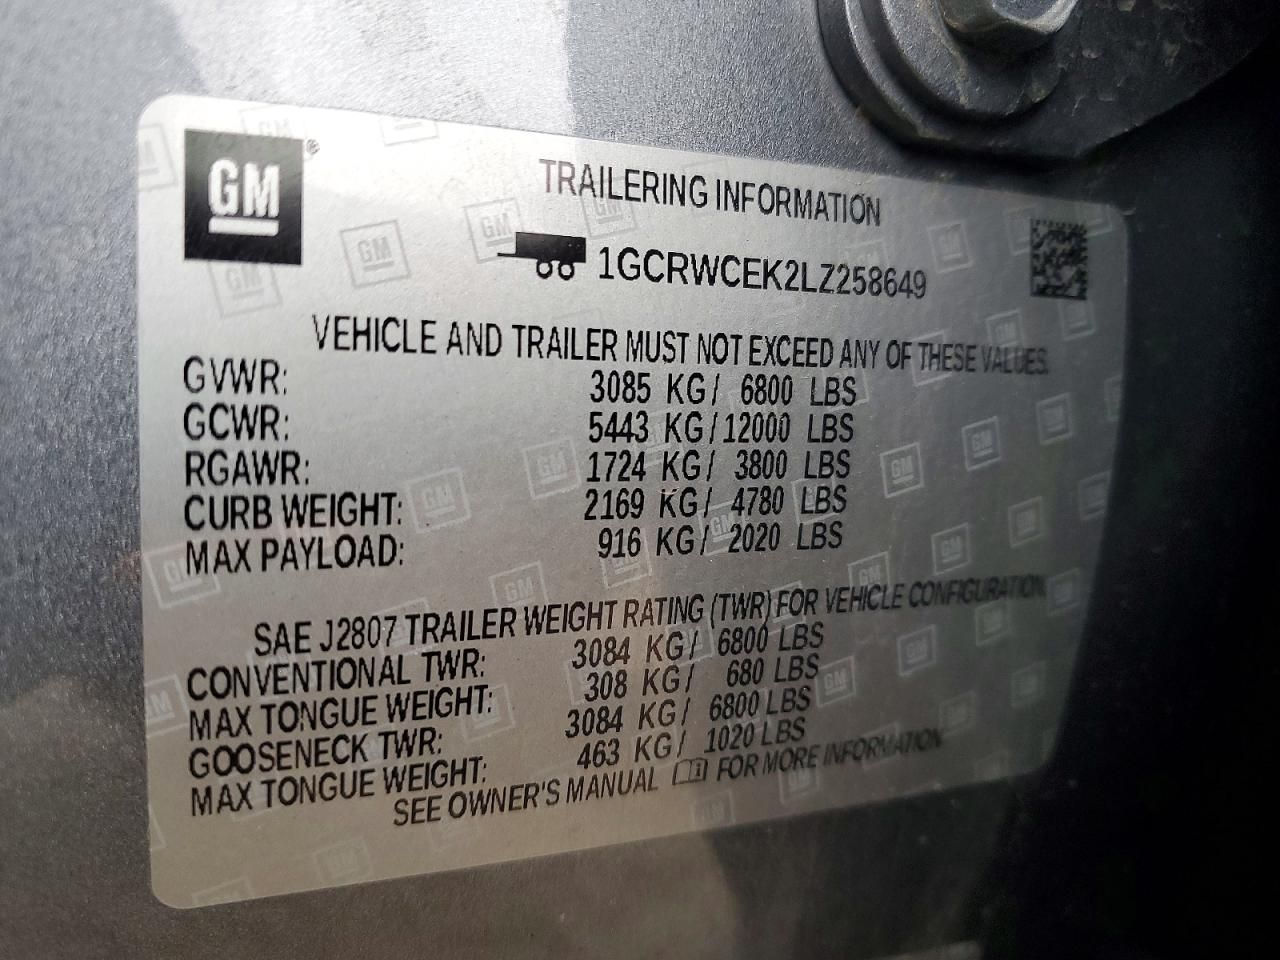 GM®
TRAILERING INFORMATION
1GCRWCEK2LZ258649
VEHICLE AND TRAILER MUST NOT EXCEED ANY OF THESE VALUES.
GVWR: 3085 KG/ 6800 LBS
GCWR: 5443 KG/12000 LBS
RGAWR: 1724 KG/ 3800 LBS
CURB WEIGHT: 2169 KG/ 4780 LBS
MAX PAYLOAD: 916 KG/ 2020 LBS
SAE J2807 TRAILER WEIGHT RATING (TWR) FOR VEHICLE CONFIGURATION
CONVENTIONAL TWR: 3084 KG/ 6800 LBS
MAX TONGUE WEIGHT: 308 KG/ 680 LBS
GOOSENECK TWR: 3084 KG/ 6800 LBS
MAX TONGUE WEIGHT: 463 KG/ 1020 LBS
SEE OWNER'S MANUAL FOR MORE INFORMATION